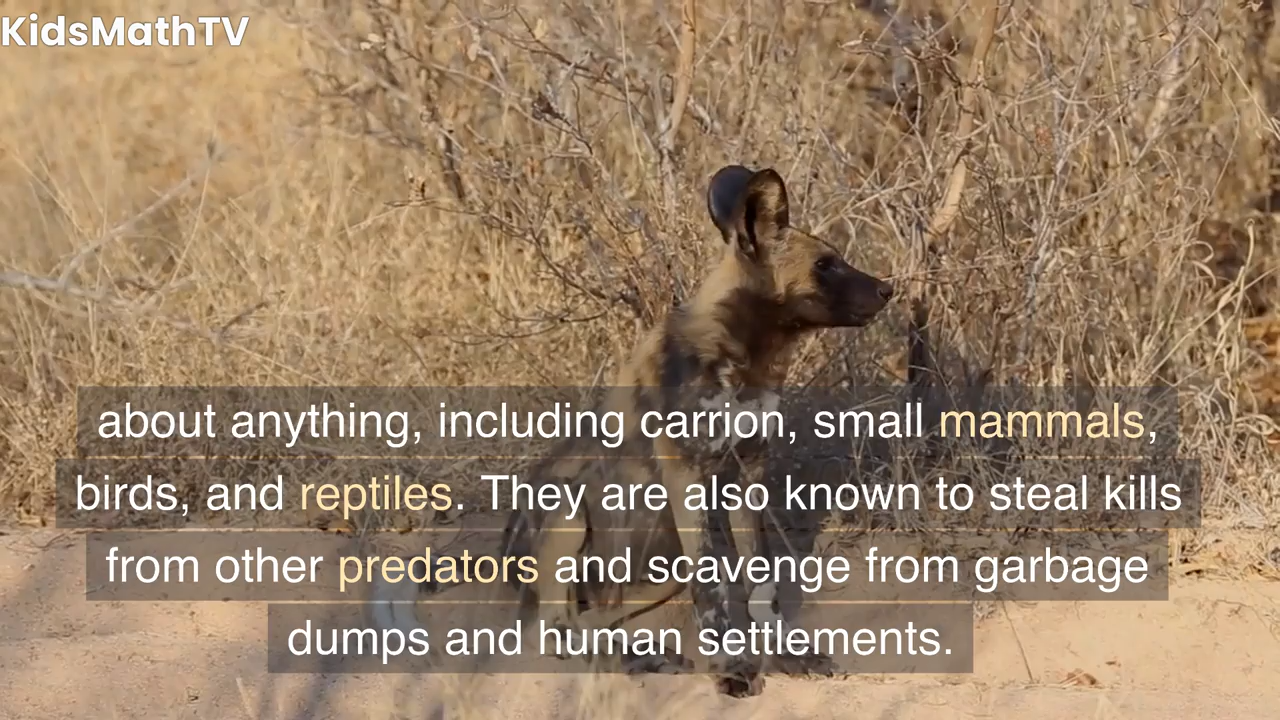 KidsMathTV
about anything, including carrion, small mammals,
birds, and reptiles. They are also known to steal kills
from other predators and scavenge from garbage
dumps and human settlements.